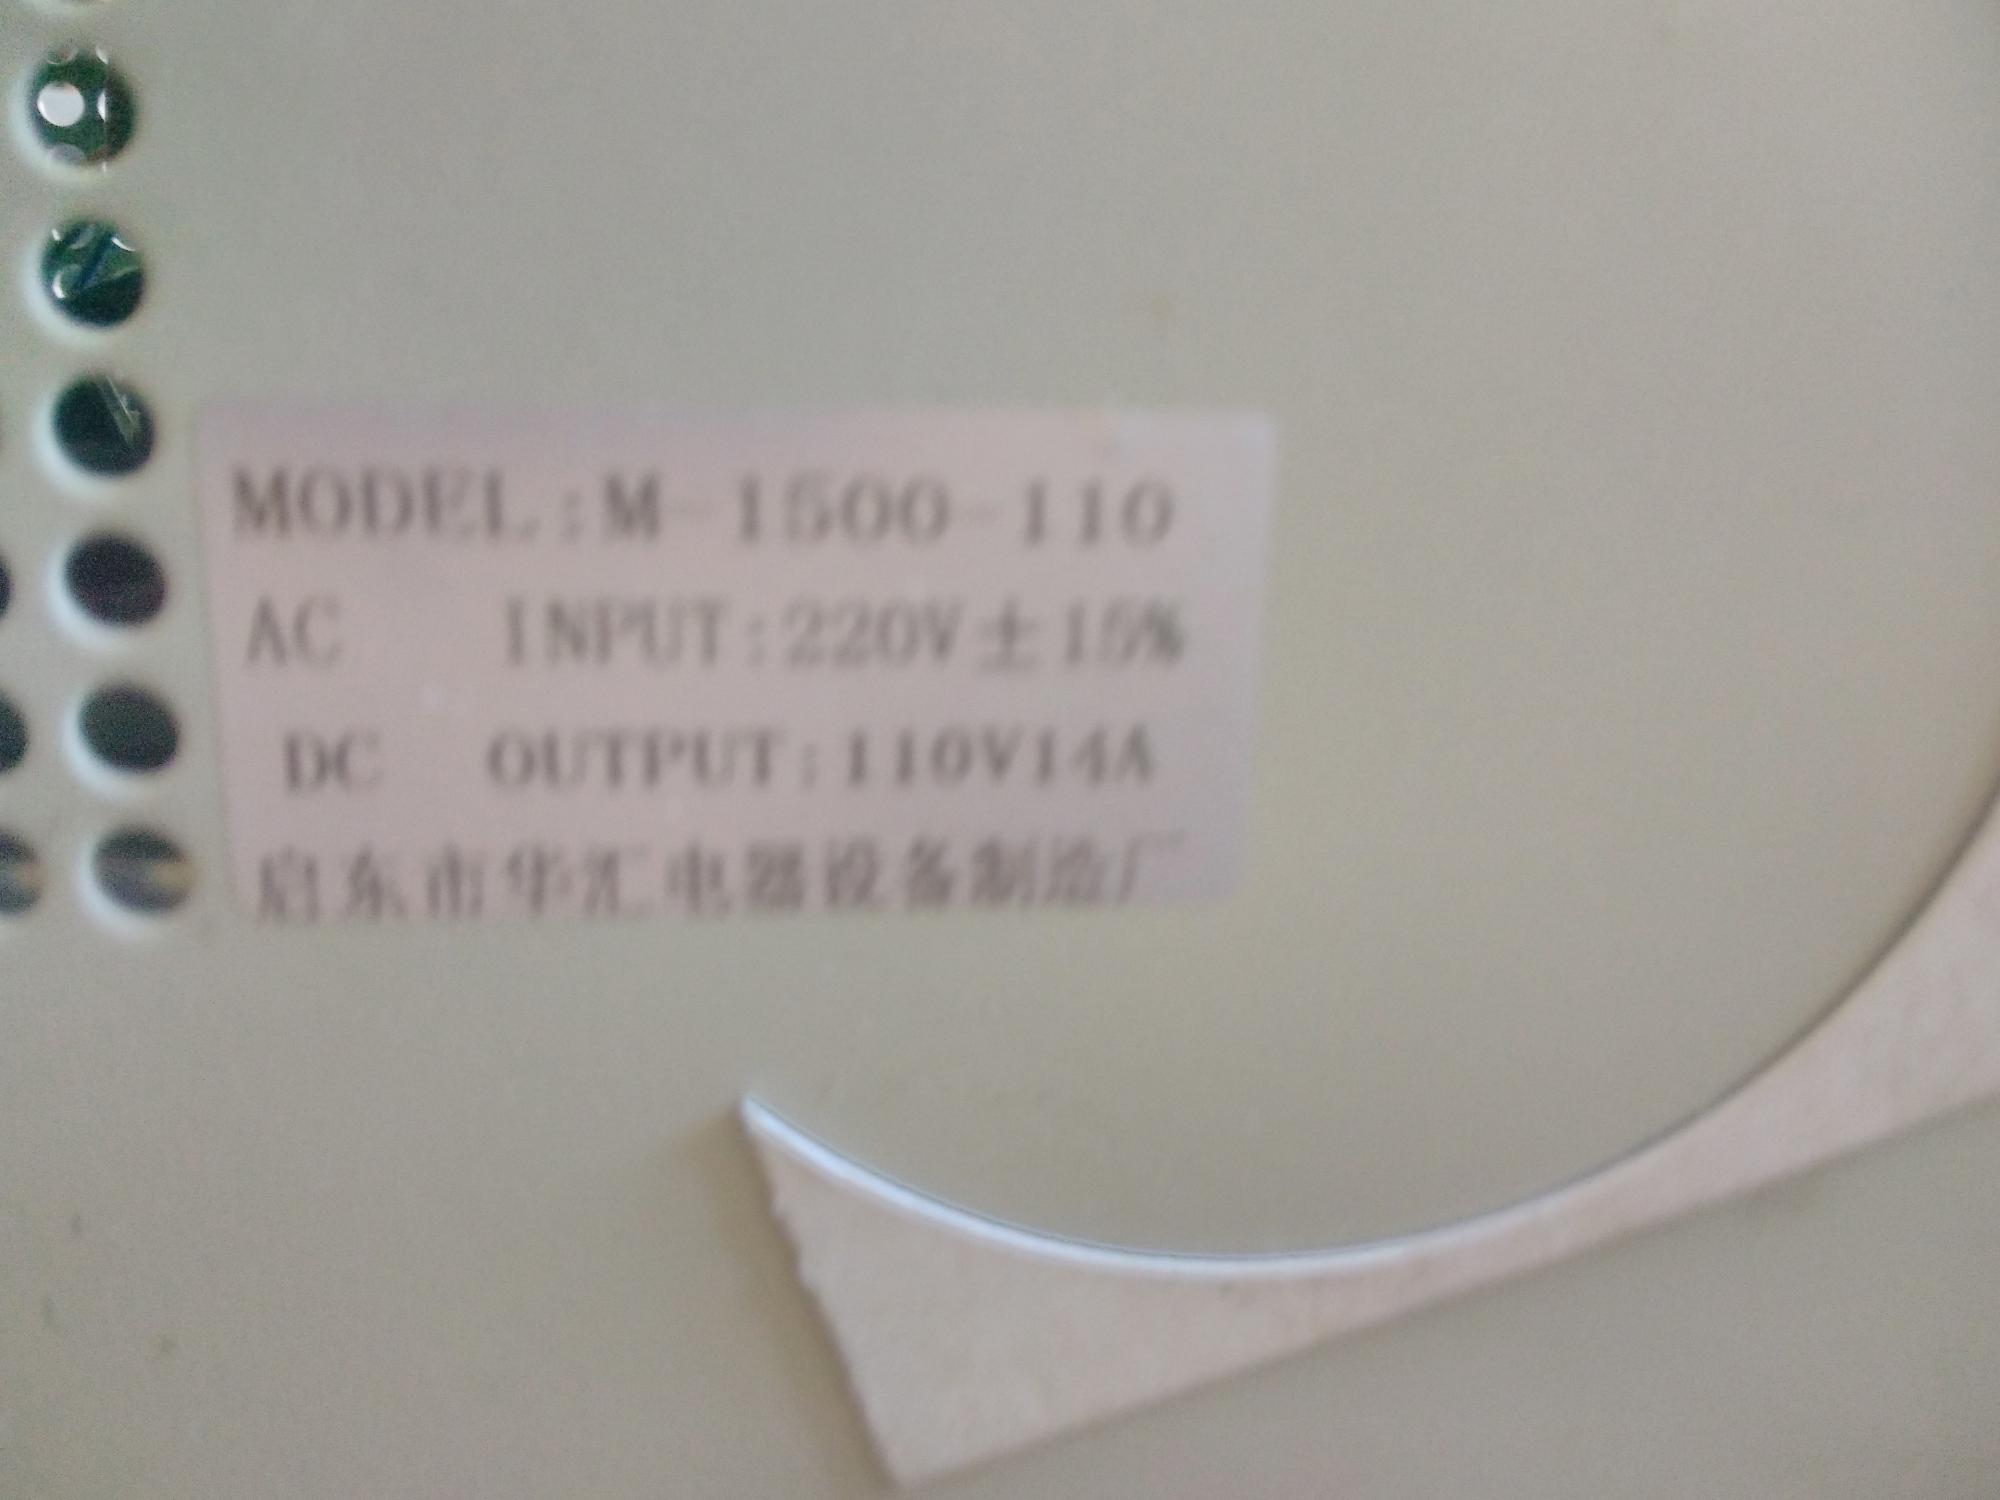 MODEL:M-1500-110
AC INPUT:220V±15%
DC OUTPUT:110V14A
启东市华汇电器设备制造厂